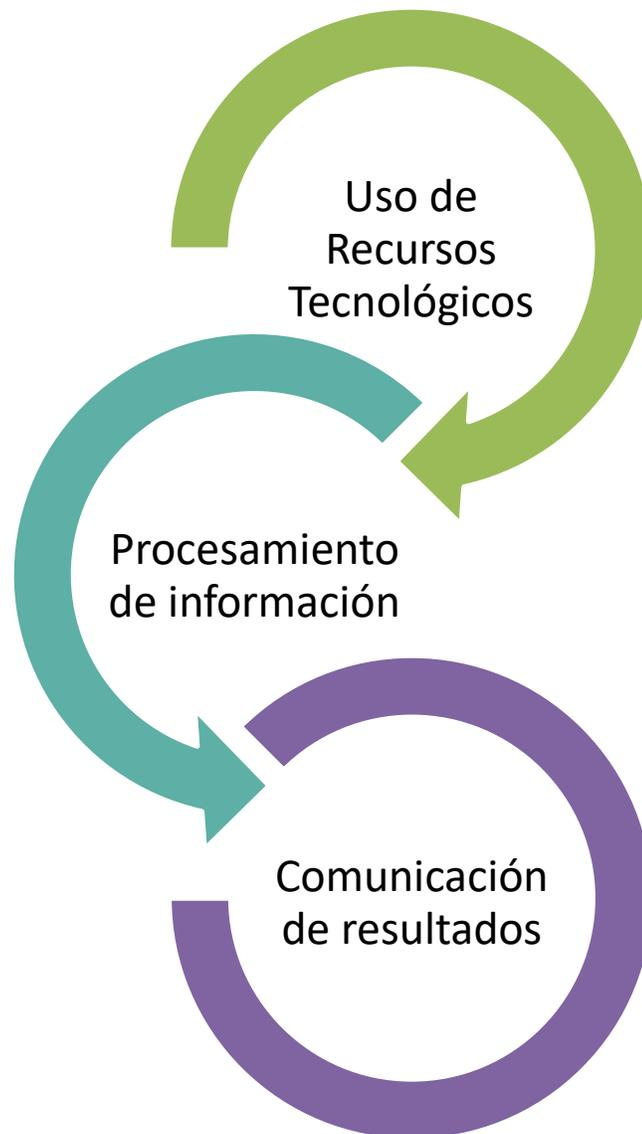 Uso de
Recursos
Tecnológicos
Procesamiento
de información
Comunicación
de resultados